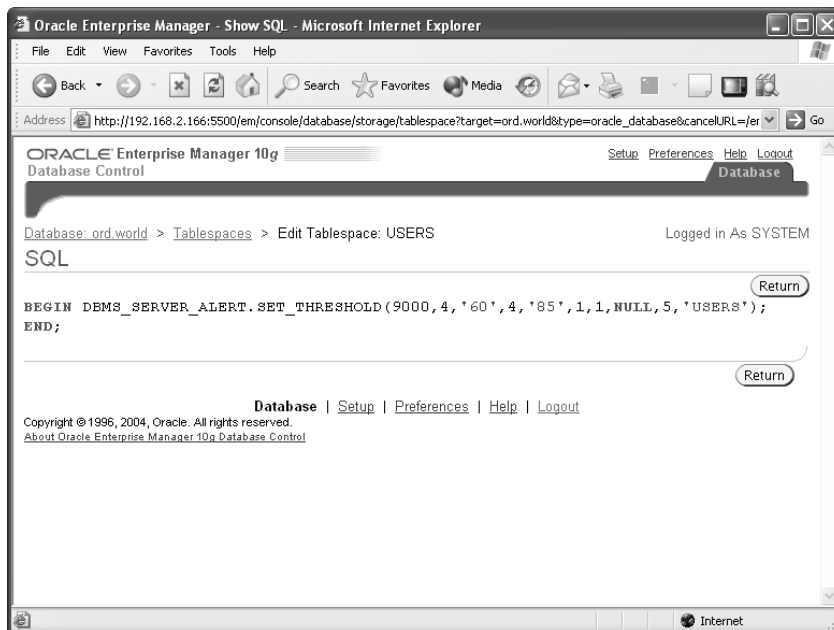 Oracle Enterprise Manager - Show SQL - Microsoft Internet Explorer
File Edit View Favorites Tools Help
Back Search Favorites Media
Address http://192.168.2.166:5500/em/console/database/storage/tablespace?target=ord.world&type=oracle_database&cancelURL=/er Go
ORACLE Enterprise Manager 10g
Setup Preferences Help Logout
Database Control
Database
Database: ord.world > Tablespaces > Edit Tablespace: USERS
Logged in As SYSTEM
SQL
Return
BEGIN DBMS_SERVER_ALERT.SET_THRESHOLD(9000,4,'60',4,'85',1,1,NULL,5,'USERS');
END;
Return
Database | Setup | Preferences | Help | Logout
Copyright © 1996, 2004, Oracle. All rights reserved.
About Oracle Enterprise Manager 10g Database Control
Internet